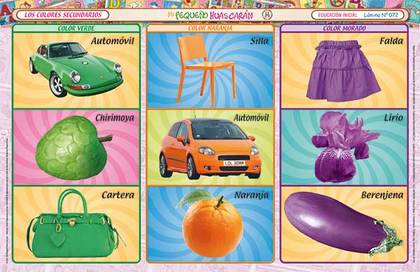 LOS COLORES SECUNDARIOS
Mi PEQUEÑO HUASCARÁN
EDUCACIÓN INICIAL
Lámina Nº 072
COLOR VERDE
COLOR NARANJA
COLOR MORADO
Automóvil
Silla
Falda
Chirimoya
Automóvil
Lirio
Cartera
Naranja
Berenjena